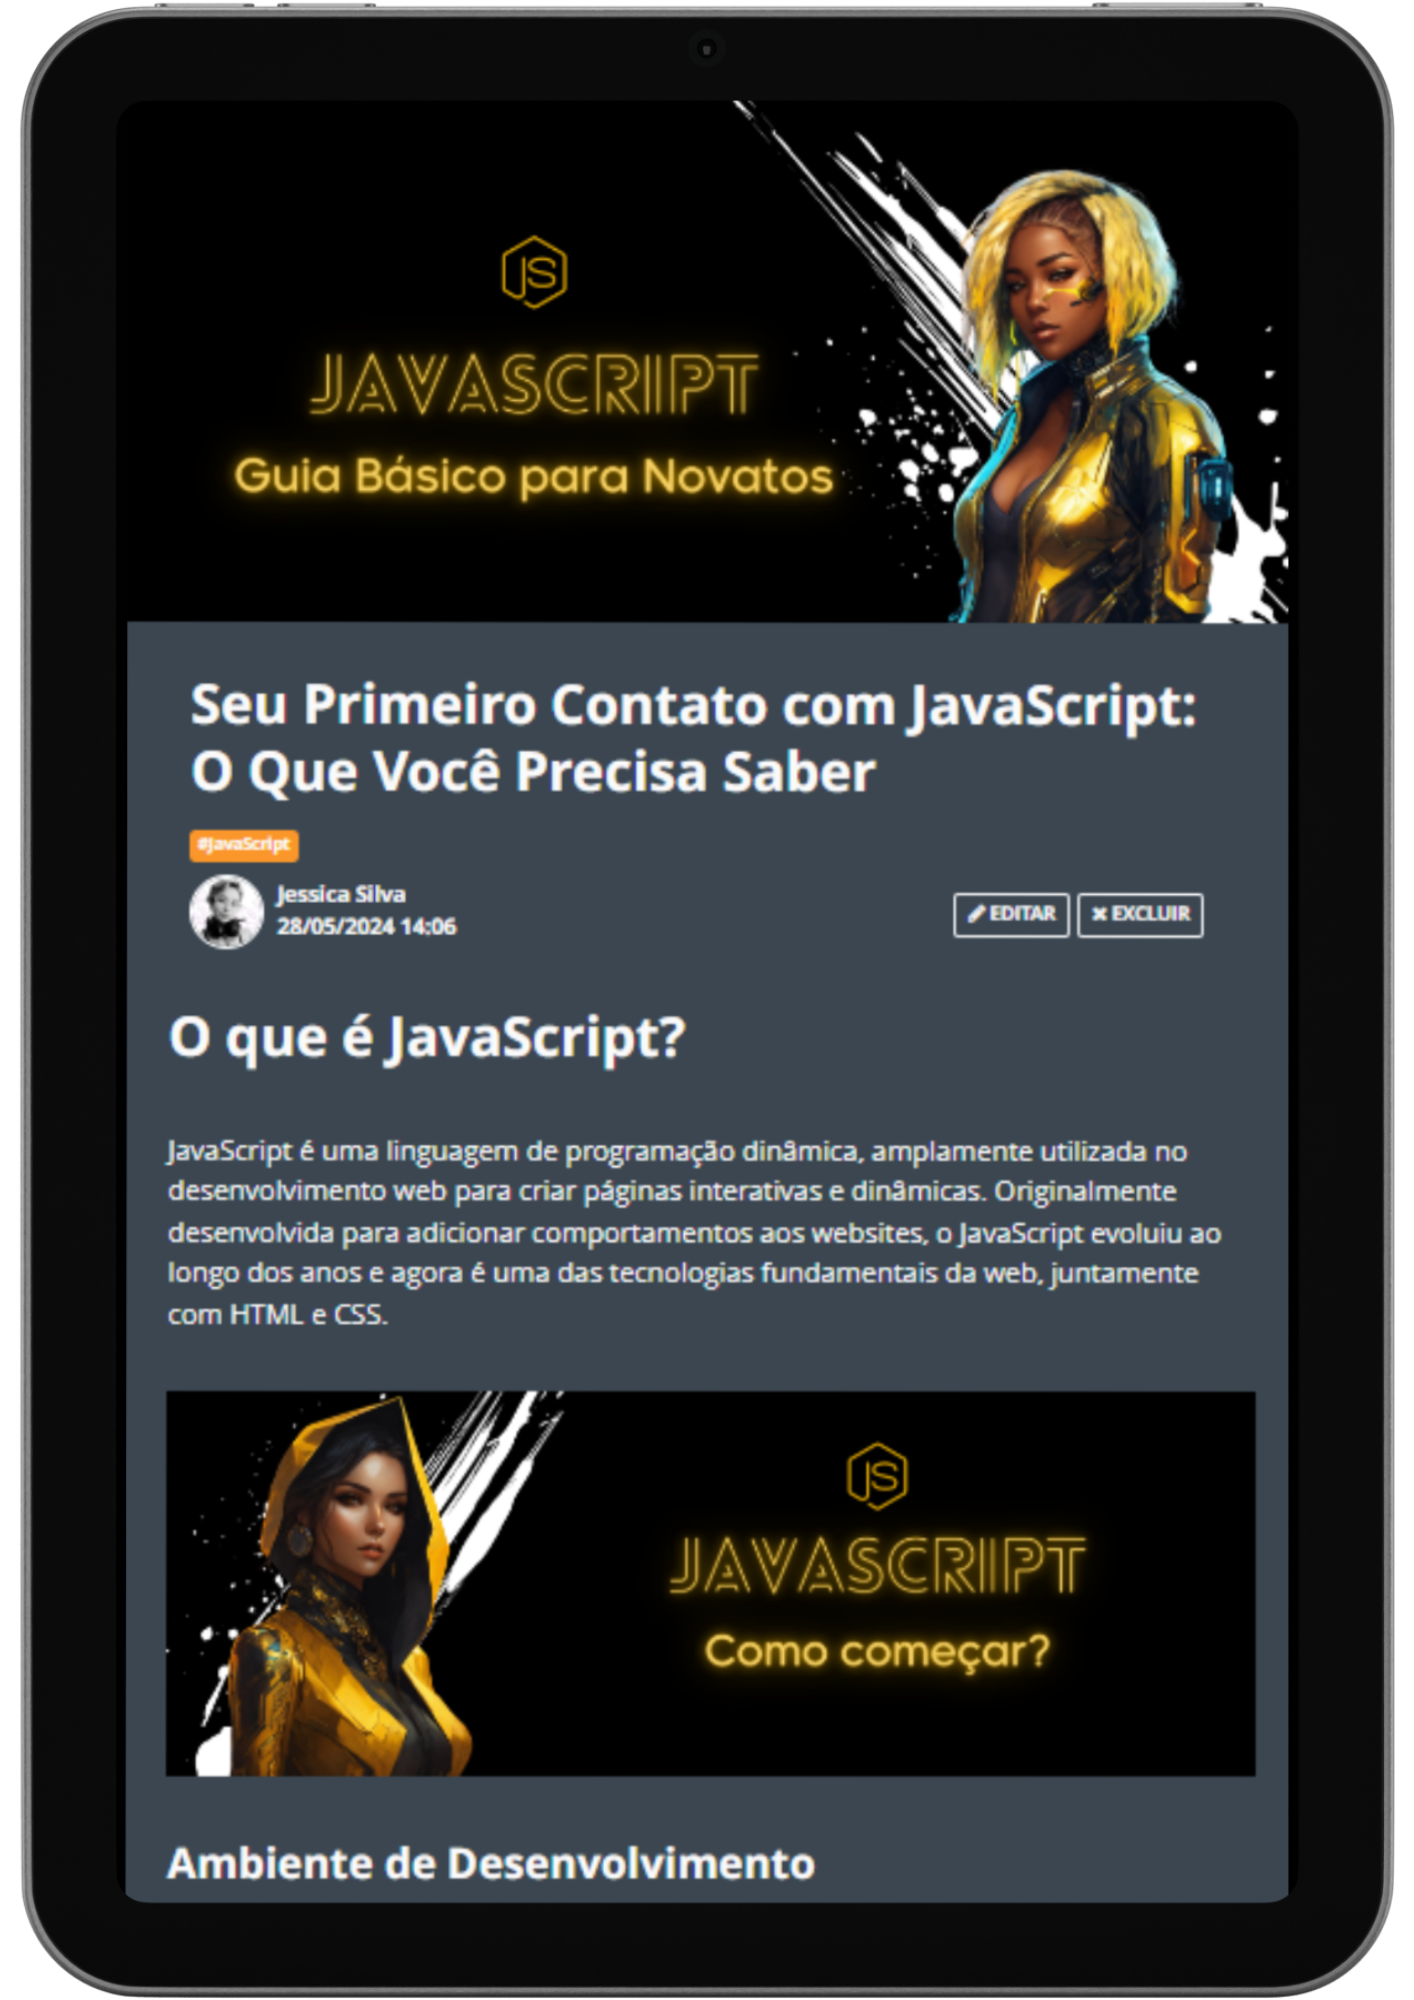 JS
JAVASCRIPT
Guia Básico para Novatos
Seu Primeiro Contato com JavaScript:
O Que Você Precisa Saber
#JavaScript
Jessica Silva
28/05/2024 14:06
EDITAR
EXCLUIR
O que é JavaScript?
JavaScript é uma linguagem de programação dinâmica, amplamente utilizada no
desenvolvimento web para criar páginas interativas e dinâmicas. Originalmente
desenvolvida para adicionar comportamentos aos websites, o JavaScript evoluiu ao
longo dos anos e agora é uma das tecnologias fundamentais da web, juntamente
com HTML e CSS.
JS
JAVASCRIPT
Como começar?
Ambiente de Desenvolvimento